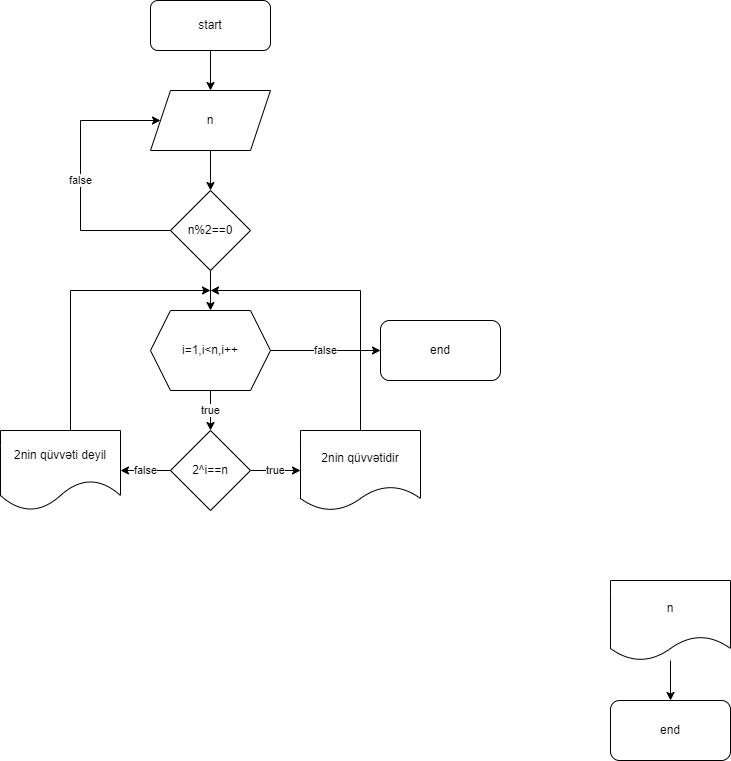 start
n
false
n%2==0
i=1,i<n,i++
false
end
true
2nin qüvvəti deyil
false
2^i==n
true
2nin qüvvətidir
n
end